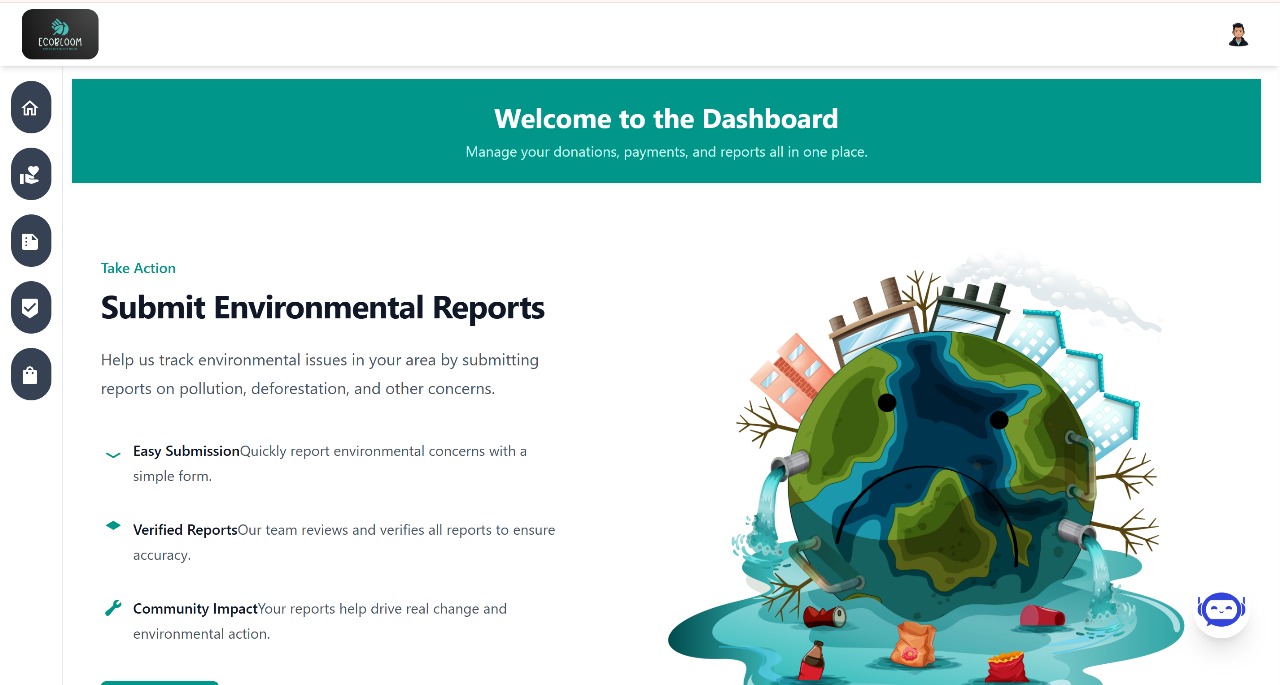 ECOBLOOM
Welcome to the Dashboard
Manage your donations, payments, and reports all in one place.
Take Action
Submit Environmental Reports
Help us track environmental issues in your area by submitting
reports on pollution, deforestation, and other concerns.
Easy SubmissionQuickly report environmental concerns with a
simple form.
Verified ReportsOur team reviews and verifies all reports to ensure
accuracy.
Community ImpactYour reports help drive real change and
environmental action.